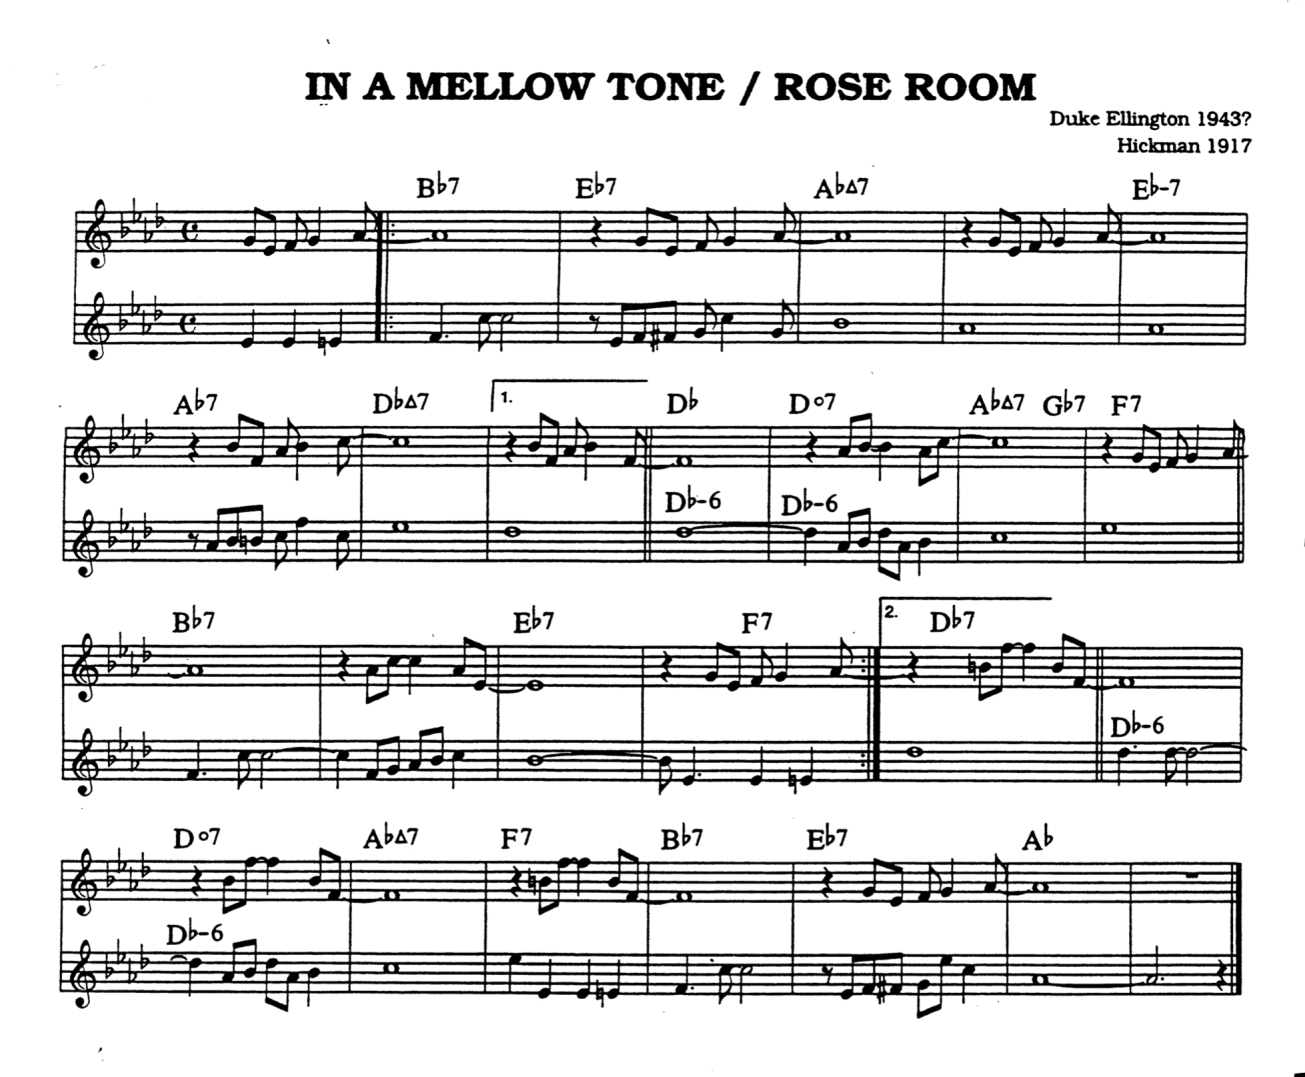 IN A MELLOW TONE / ROSE ROOM
Duke Ellington 1943?
Hickman 1917
B♭7 E♭7 A♭Δ7 E♭-7
A♭7 D♭Δ7 1. D♭ D°7 A♭Δ7 G♭7 F7
D♭-6 D♭-6
B♭7 E♭7 F7 2. D♭7
D♭-6
D°7 A♭Δ7 F7 B♭7 E♭7 A♭
D♭-6